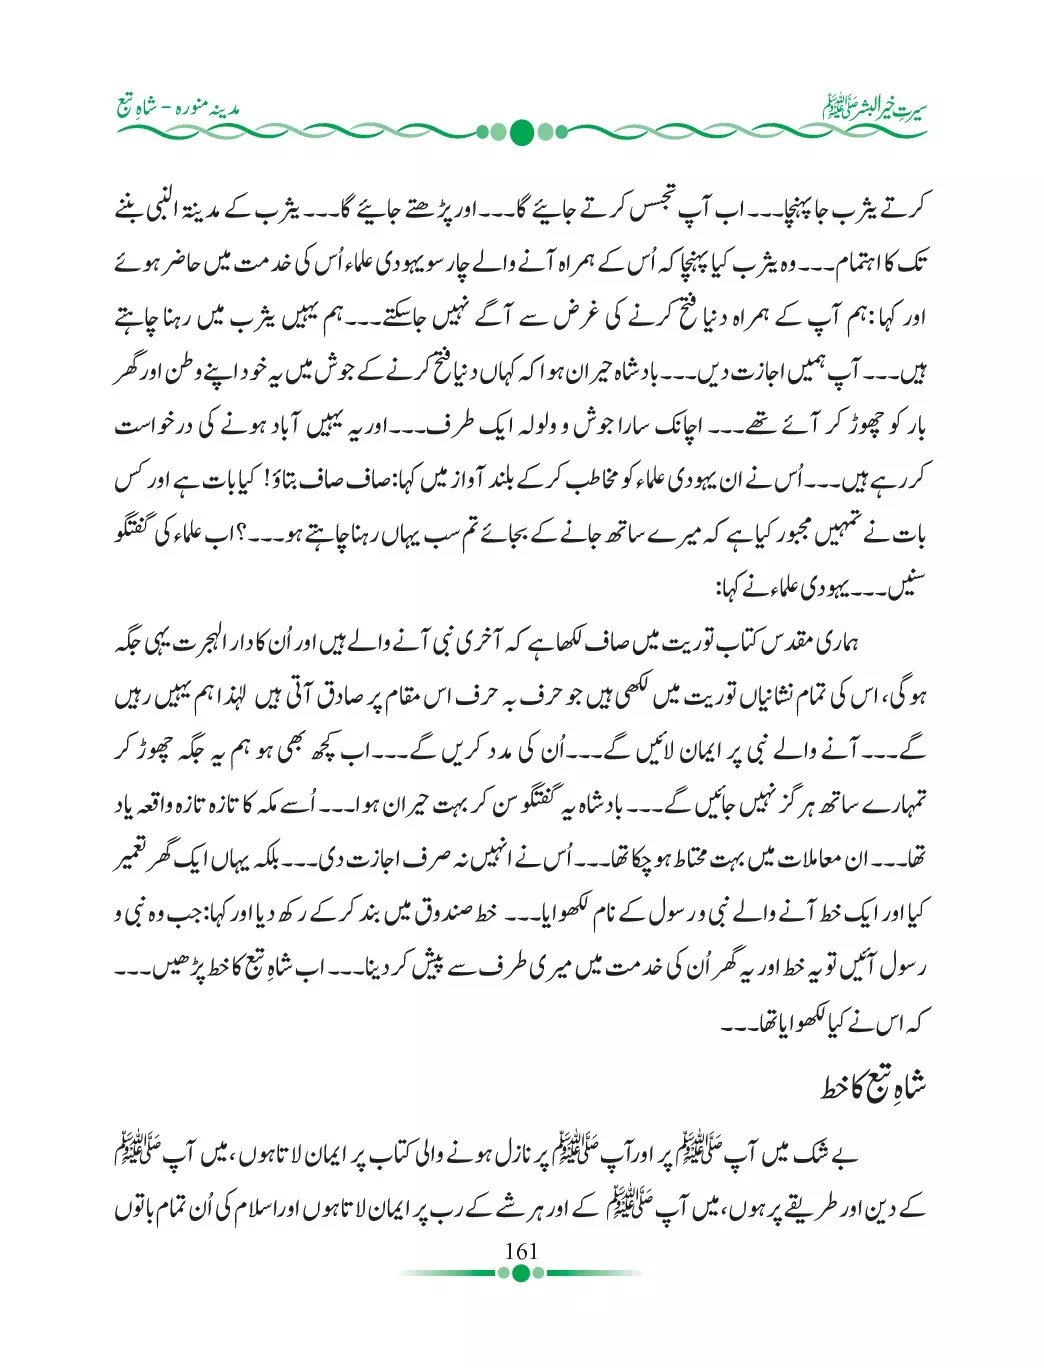 سیرتِ خیر البشر ﷺ
مدینہ منورہ - شاہِ تبع
کرتے یثرب جا پہنچا۔۔۔ اب آپ تجسس کرتے جائیے گا۔۔۔ اور پڑھتے جائیے گا۔۔۔ یثرب کے مدینۃ النبی بننے
تک کا اہتمام۔۔۔ وہ یثرب کیا پہنچا کہ اُس کے ہمراہ آنے والے چار سو یہودی علماء اُس کی خدمت میں حاضر ہوئے
اور کہا: ہم آپ کے ہمراہ دنیا فتح کرنے کی غرض سے آگے نہیں جاسکتے۔۔۔ ہم یہیں یثرب میں رہنا چاہتے
ہیں۔۔۔ آپ ہمیں اجازت دیں۔۔۔ بادشاہ حیران ہوا کہ کہاں دنیا فتح کرنے کے جوش میں یہ خود اپنے وطن اور گھر
بار کو چھوڑ کر آئے تھے۔۔۔ اچانک سارا جوش و ولولہ ایک طرف۔۔۔ اور یہ یہیں آباد ہونے کی درخواست
کر رہے ہیں۔۔۔ اُس نے ان یہودی علماء کو مخاطب کرکے بلند آواز میں کہا: صاف صاف بتاؤ! کیا بات ہے اور کس
بات نے تمہیں مجبور کیا ہے کہ میرے ساتھ جانے کے بجائے تم سب یہاں رہنا چاہتے ہو۔۔۔؟ اب علماء کی گفتگو
سنیں۔۔۔ یہودی علماء نے کہا:
ہماری مقدس کتاب توریت میں صاف لکھا ہے کہ آخری نبی آنے والے ہیں اور اُن کا دار الہجرت یہی جگہ
ہوگی، اس کی تمام نشانیاں توریت میں لکھی ہیں جو حرف بہ حرف اس مقام پر صادق آتی ہیں لہٰذا ہم یہیں رہیں
گے۔۔۔ آنے والے نبی پر ایمان لائیں گے۔۔۔ اُن کی مدد کریں گے۔۔۔ اب کچھ بھی ہو ہم یہ جگہ چھوڑ کر
تمہارے ساتھ ہرگز نہیں جائیں گے۔۔۔ بادشاہ یہ گفتگو سن کر بہت حیران ہوا۔۔۔ اُسے مکہ کا تازہ تازہ واقعہ یاد
تھا۔۔۔ ان معاملات میں بہت محتاط ہوچکا تھا۔۔۔ اُس نے انہیں نہ صرف اجازت دی۔۔۔ بلکہ یہاں ایک گھر تعمیر
کیا اور ایک خط آنے والے نبی و رسول کے نام لکھوایا۔۔۔ خط صندوق میں بند کرکے رکھ دیا اور کہا: جب وہ نبی و
رسول آئیں تو یہ خط اور یہ گھر اُن کی خدمت میں میری طرف سے پیش کردینا۔۔۔ اب شاہِ تبع کا خط پڑھیں۔۔۔
کہ اس نے کیا لکھوایا تھا۔۔۔
شاہِ تبع کا خط
بے شک میں آپ ﷺ پر اور آپ ﷺ پر نازل ہونے والی کتاب پر ایمان لاتا ہوں، میں آپ ﷺ
کے دین اور طریقے پر ہوں، میں آپ ﷺ کے اور ہر شے کے رب پر ایمان لاتا ہوں اور اسلام کی اُن تمام باتوں
161